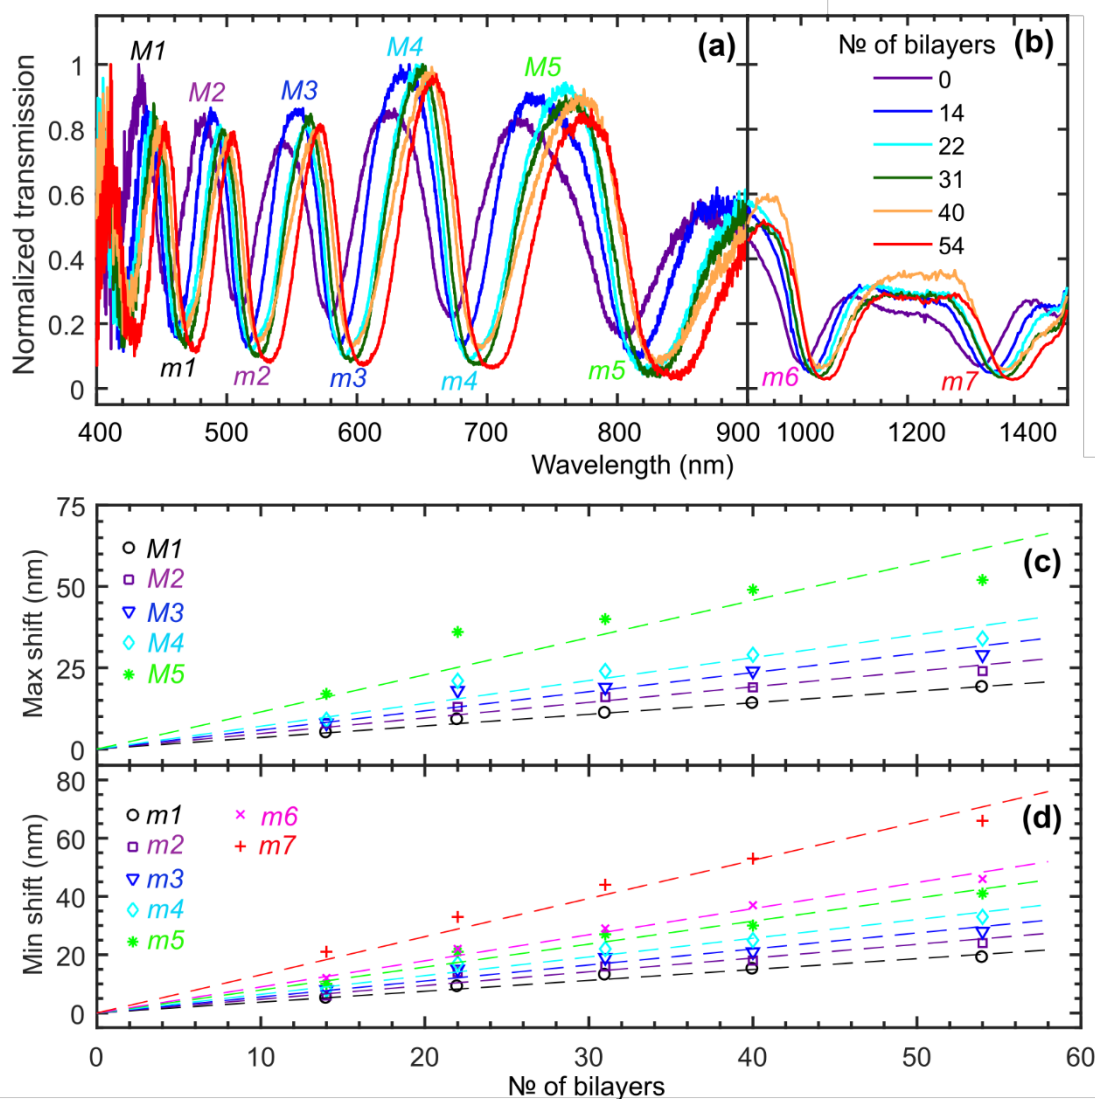 (a)
(b)
M1
M2
M3
M4
M5
№ of bilayers
0
14
22
31
40
54
Normalized transmission
1
0.8
0.6
0.4
0.2
0
m1
m2
m3
m4
m5
m6
m7
400
500
600
700
800
900
1000
1200
1400
Wavelength (nm)
(c)
M1
M2
M3
M4
M5
Max shift (nm)
75
50
25
0
(d)
m1
m2
m3
m4
m5
m6
m7
Min shift (nm)
80
60
40
20
0
0
10
20
30
40
50
60
№ of bilayers